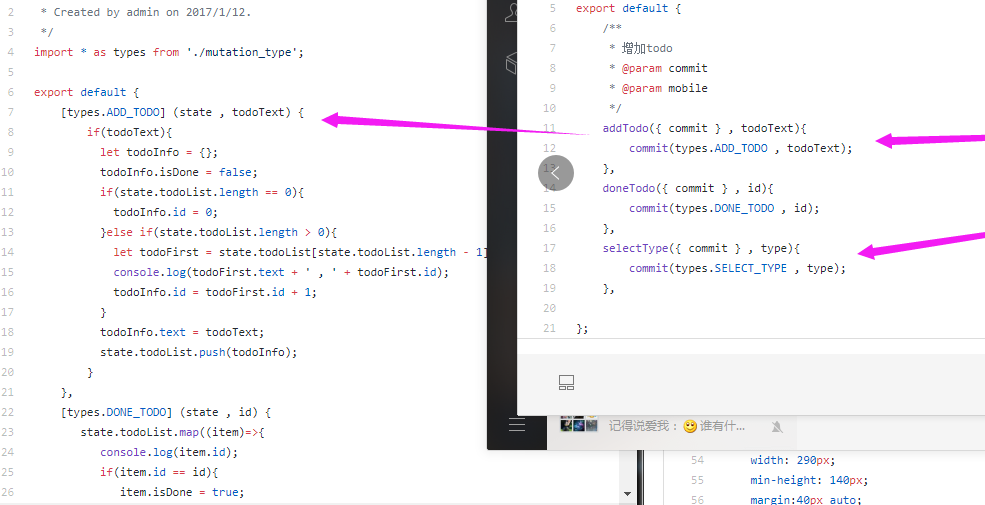 2 * Created by admin on 2017/1/12.
3 */
4 import * as types from './mutation_type';
5
6 export default {
7 [types.ADD_TODO] (state , todoText) {
8 if(todoText){
9 let todoInfo = {};
10 todoInfo.isDone = false;
11 if(state.todoList.length == 0){
12 todoInfo.id = 0;
13 }else if(state.todoList.length > 0){
14 let todoFirst = state.todoList[state.todoList.length - 1]
15 console.log(todoFirst.text + ' , ' + todoFirst.id);
16 todoInfo.id = todoFirst.id + 1;
17 }
18 todoInfo.text = todoText;
19 state.todoList.push(todoInfo);
20 }
21 },
22 [types.DONE_TODO] (state , id) {
23 state.todoList.map((item)=>{
24 console.log(item.id);
25 if(item.id == id){
26 item.isDone = true;
5 export default {
6 /**
7 * 增加todo
8 * @param commit
9 * @param mobile
10 */
11 addTodo({ commit } , todoText){
12 commit(types.ADD_TODO , todoText);
13 },
14 doneTodo({ commit } , id){
15 commit(types.DONE_TODO , id);
16 },
17 selectType({ commit } , type){
18 commit(types.SELECT_TYPE , type);
19 },
20
21 };
记得说爱我：😀谁有什...
54 width: 290px;
55 min-height: 140px;
56 margin:40px auto;